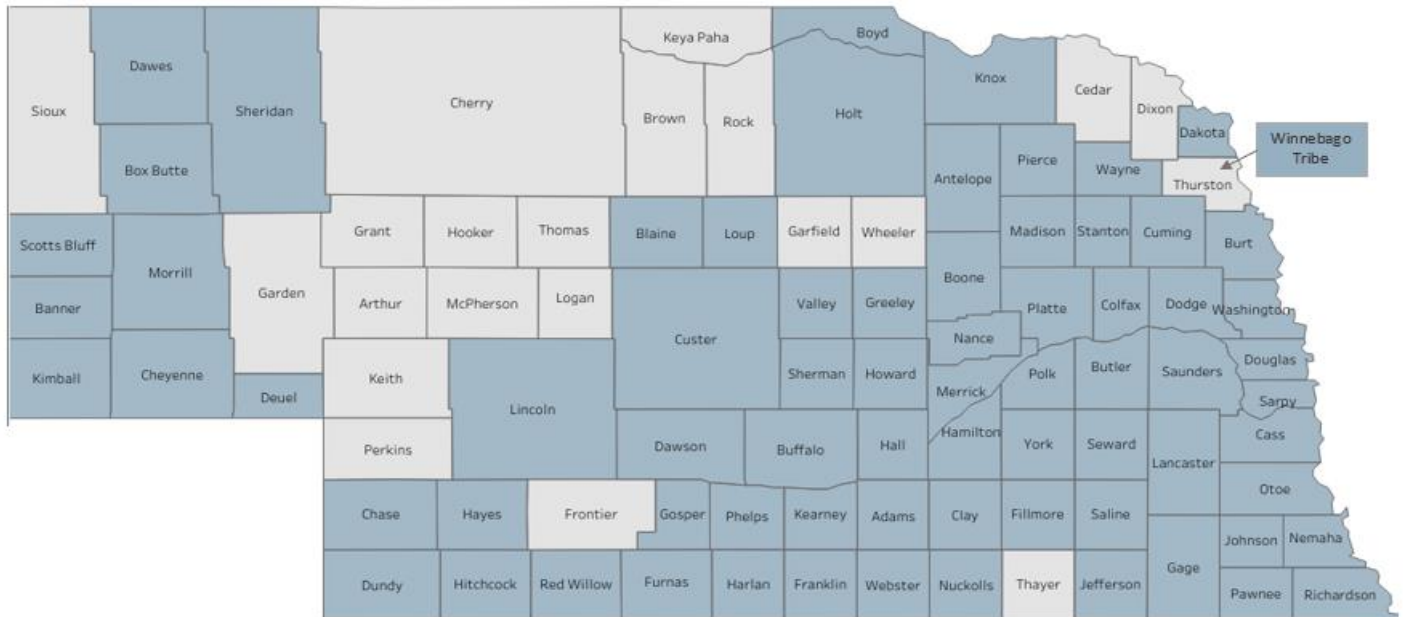 Keya Paha
Boyd
Dawes
Knox
Cedar
Sioux
Sheridan
Cherry
Brown
Rock
Holt
Dixon
Dakota
Winnebago
Tribe
Box Butte
Antelope
Pierce
Wayne
Thurston
Scotts Bluff
Morrill
Grant
Hooker
Thomas
Blaine
Loup
Garfield
Wheeler
Madison
Stanton
Cuming
Burt
Banner
Garden
Arthur
McPherson
Logan
Custer
Valley
Greeley
Boone
Platte
Colfax
Dodge
Washington
Nance
Kimball
Cheyenne
Deuel
Keith
Lincoln
Sherman
Howard
Merrick
Polk
Butler
Saunders
Douglas
Sarpy
Perkins
Dawson
Buffalo
Hall
Hamilton
York
Seward
Lancaster
Cass
Otoe
Chase
Hayes
Frontier
Gosper
Phelps
Kearney
Adams
Clay
Fillmore
Saline
Johnson
Nemaha
Dundy
Hitchcock
Red Willow
Furnas
Harlan
Franklin
Webster
Nuckolls
Thayer
Jefferson
Gage
Pawnee
Richardson